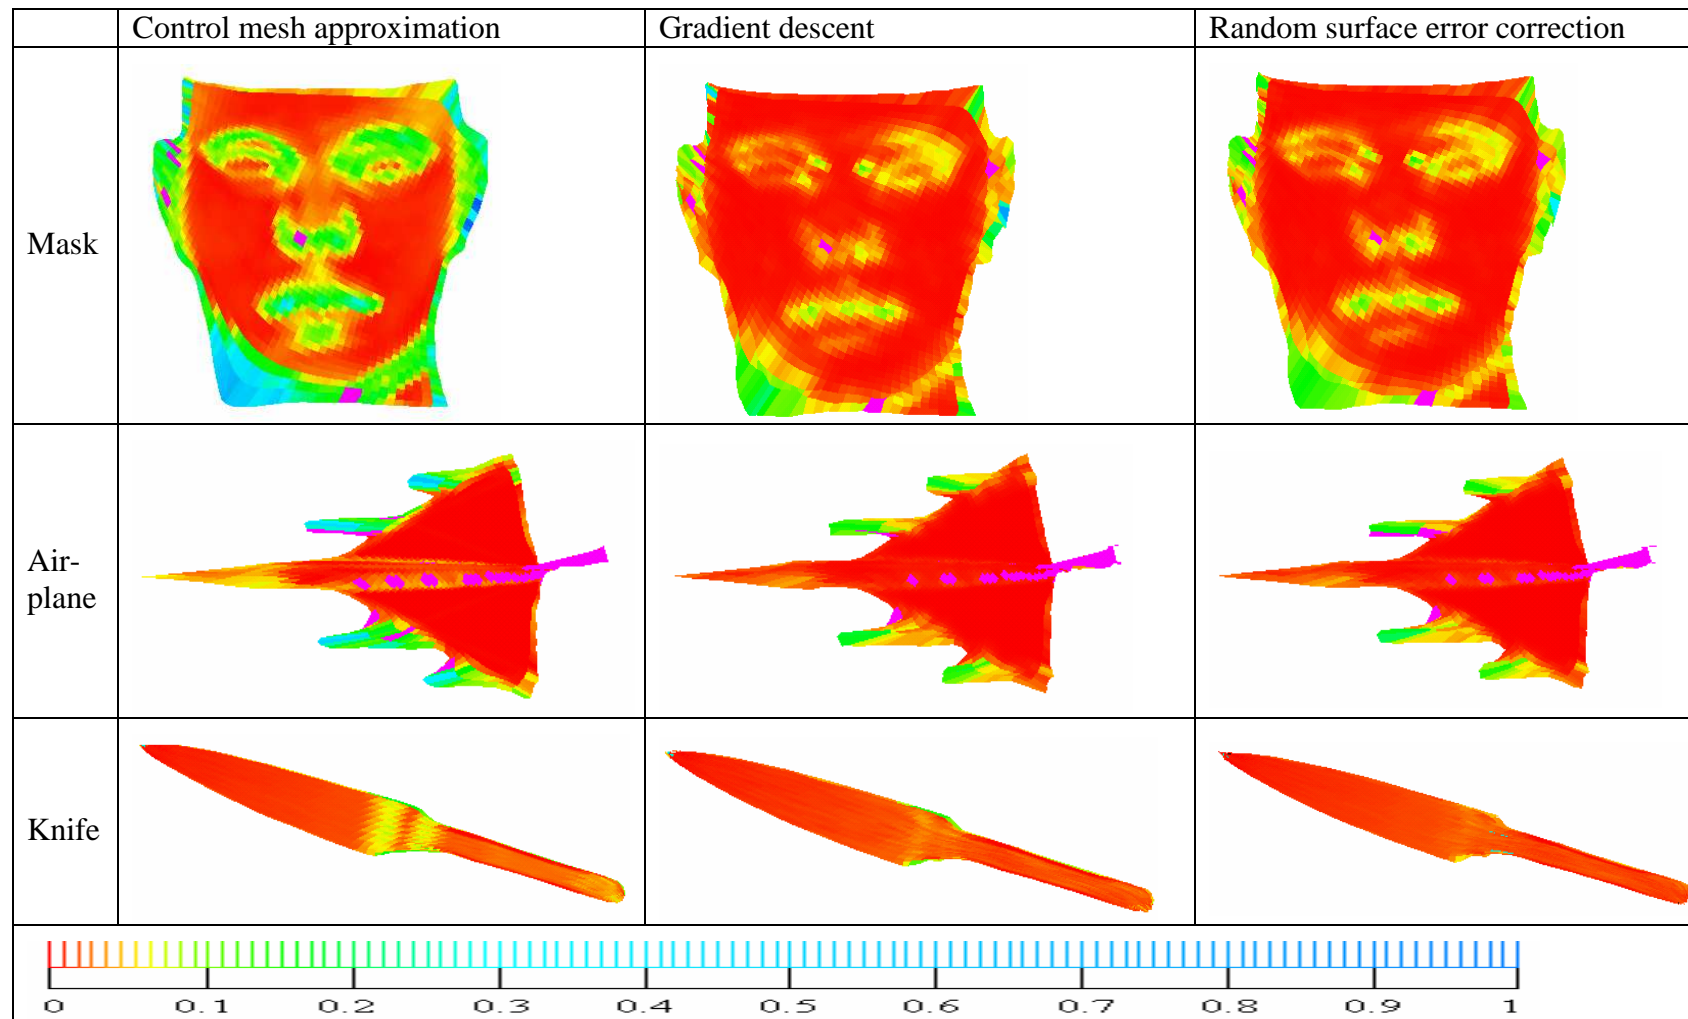 Control mesh approximation Gradient descent Random surface error correction
Mask
Air-
plane
Knife
0 0.1 0.2 0.3 0.4 0.5 0.6 0.7 0.8 0.9 1